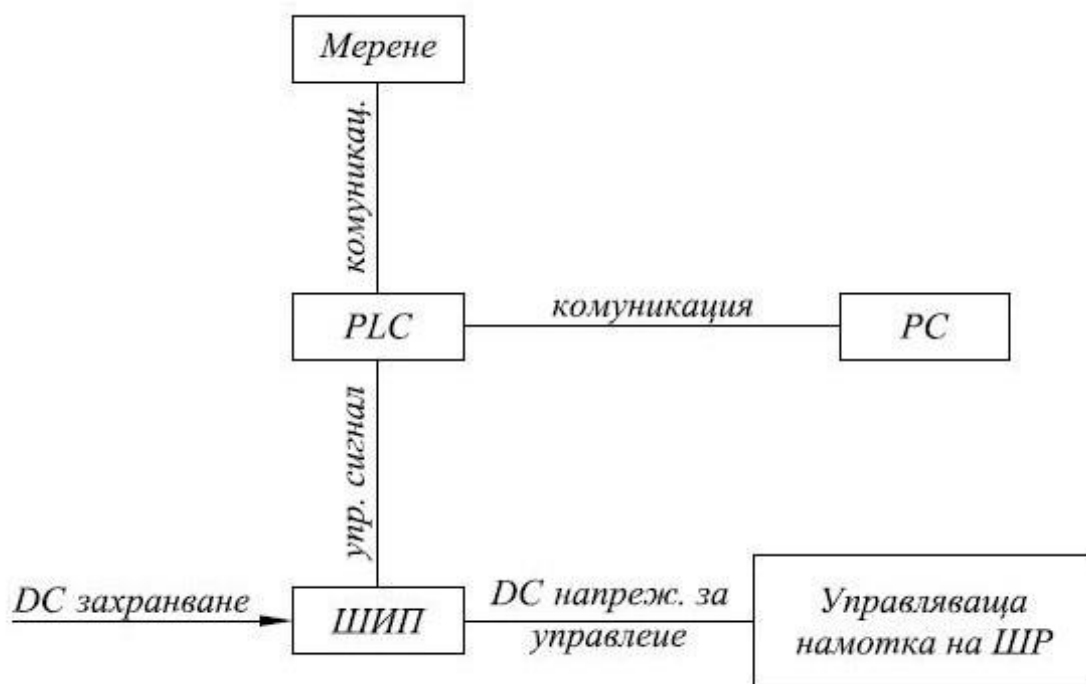 Мерене
комуникац.
PLC
комуникация
PC
упр. сигнал
DC захранване
ШИП
DC напреж. за
управлеие
Управляваща
намотка на ШР